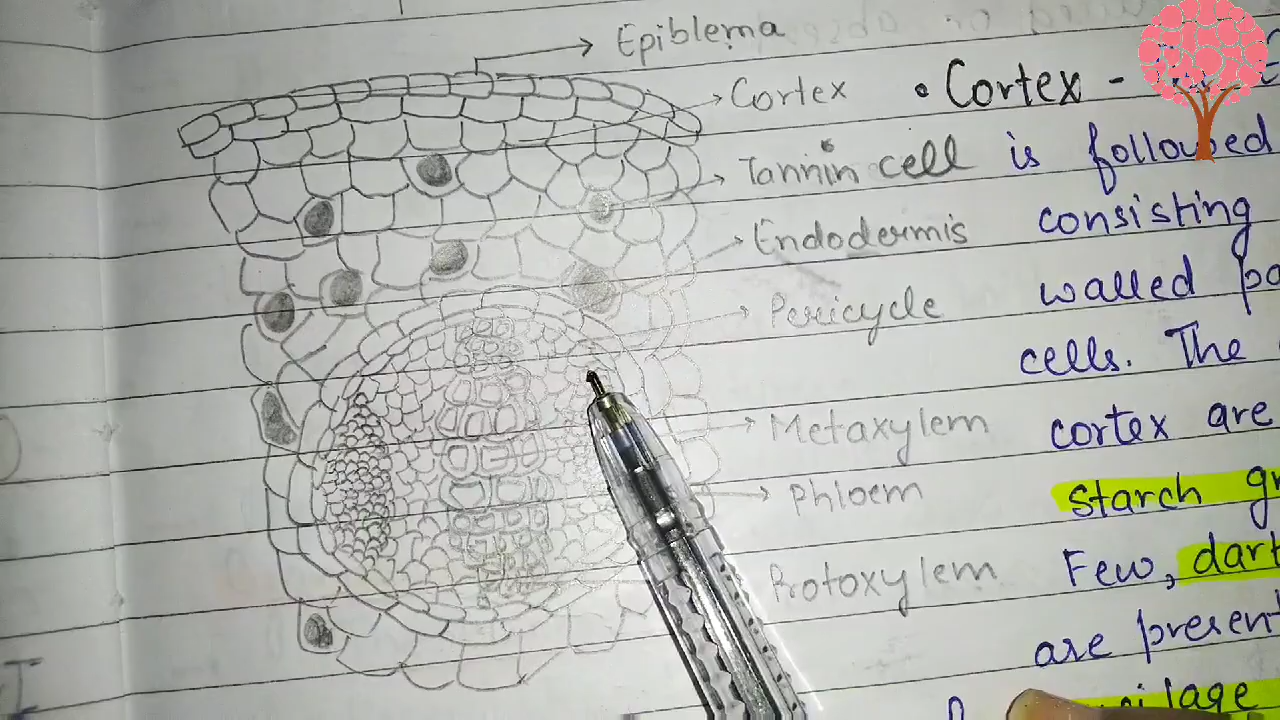 Epiblema
Cortex
Tannin cell
Endodermis
Pericycle
Metaxylem
Phloem
Protoxylem
• Cortex -
is followed
consisting
walled
cells. The
cortex are
starch
Few,
are present